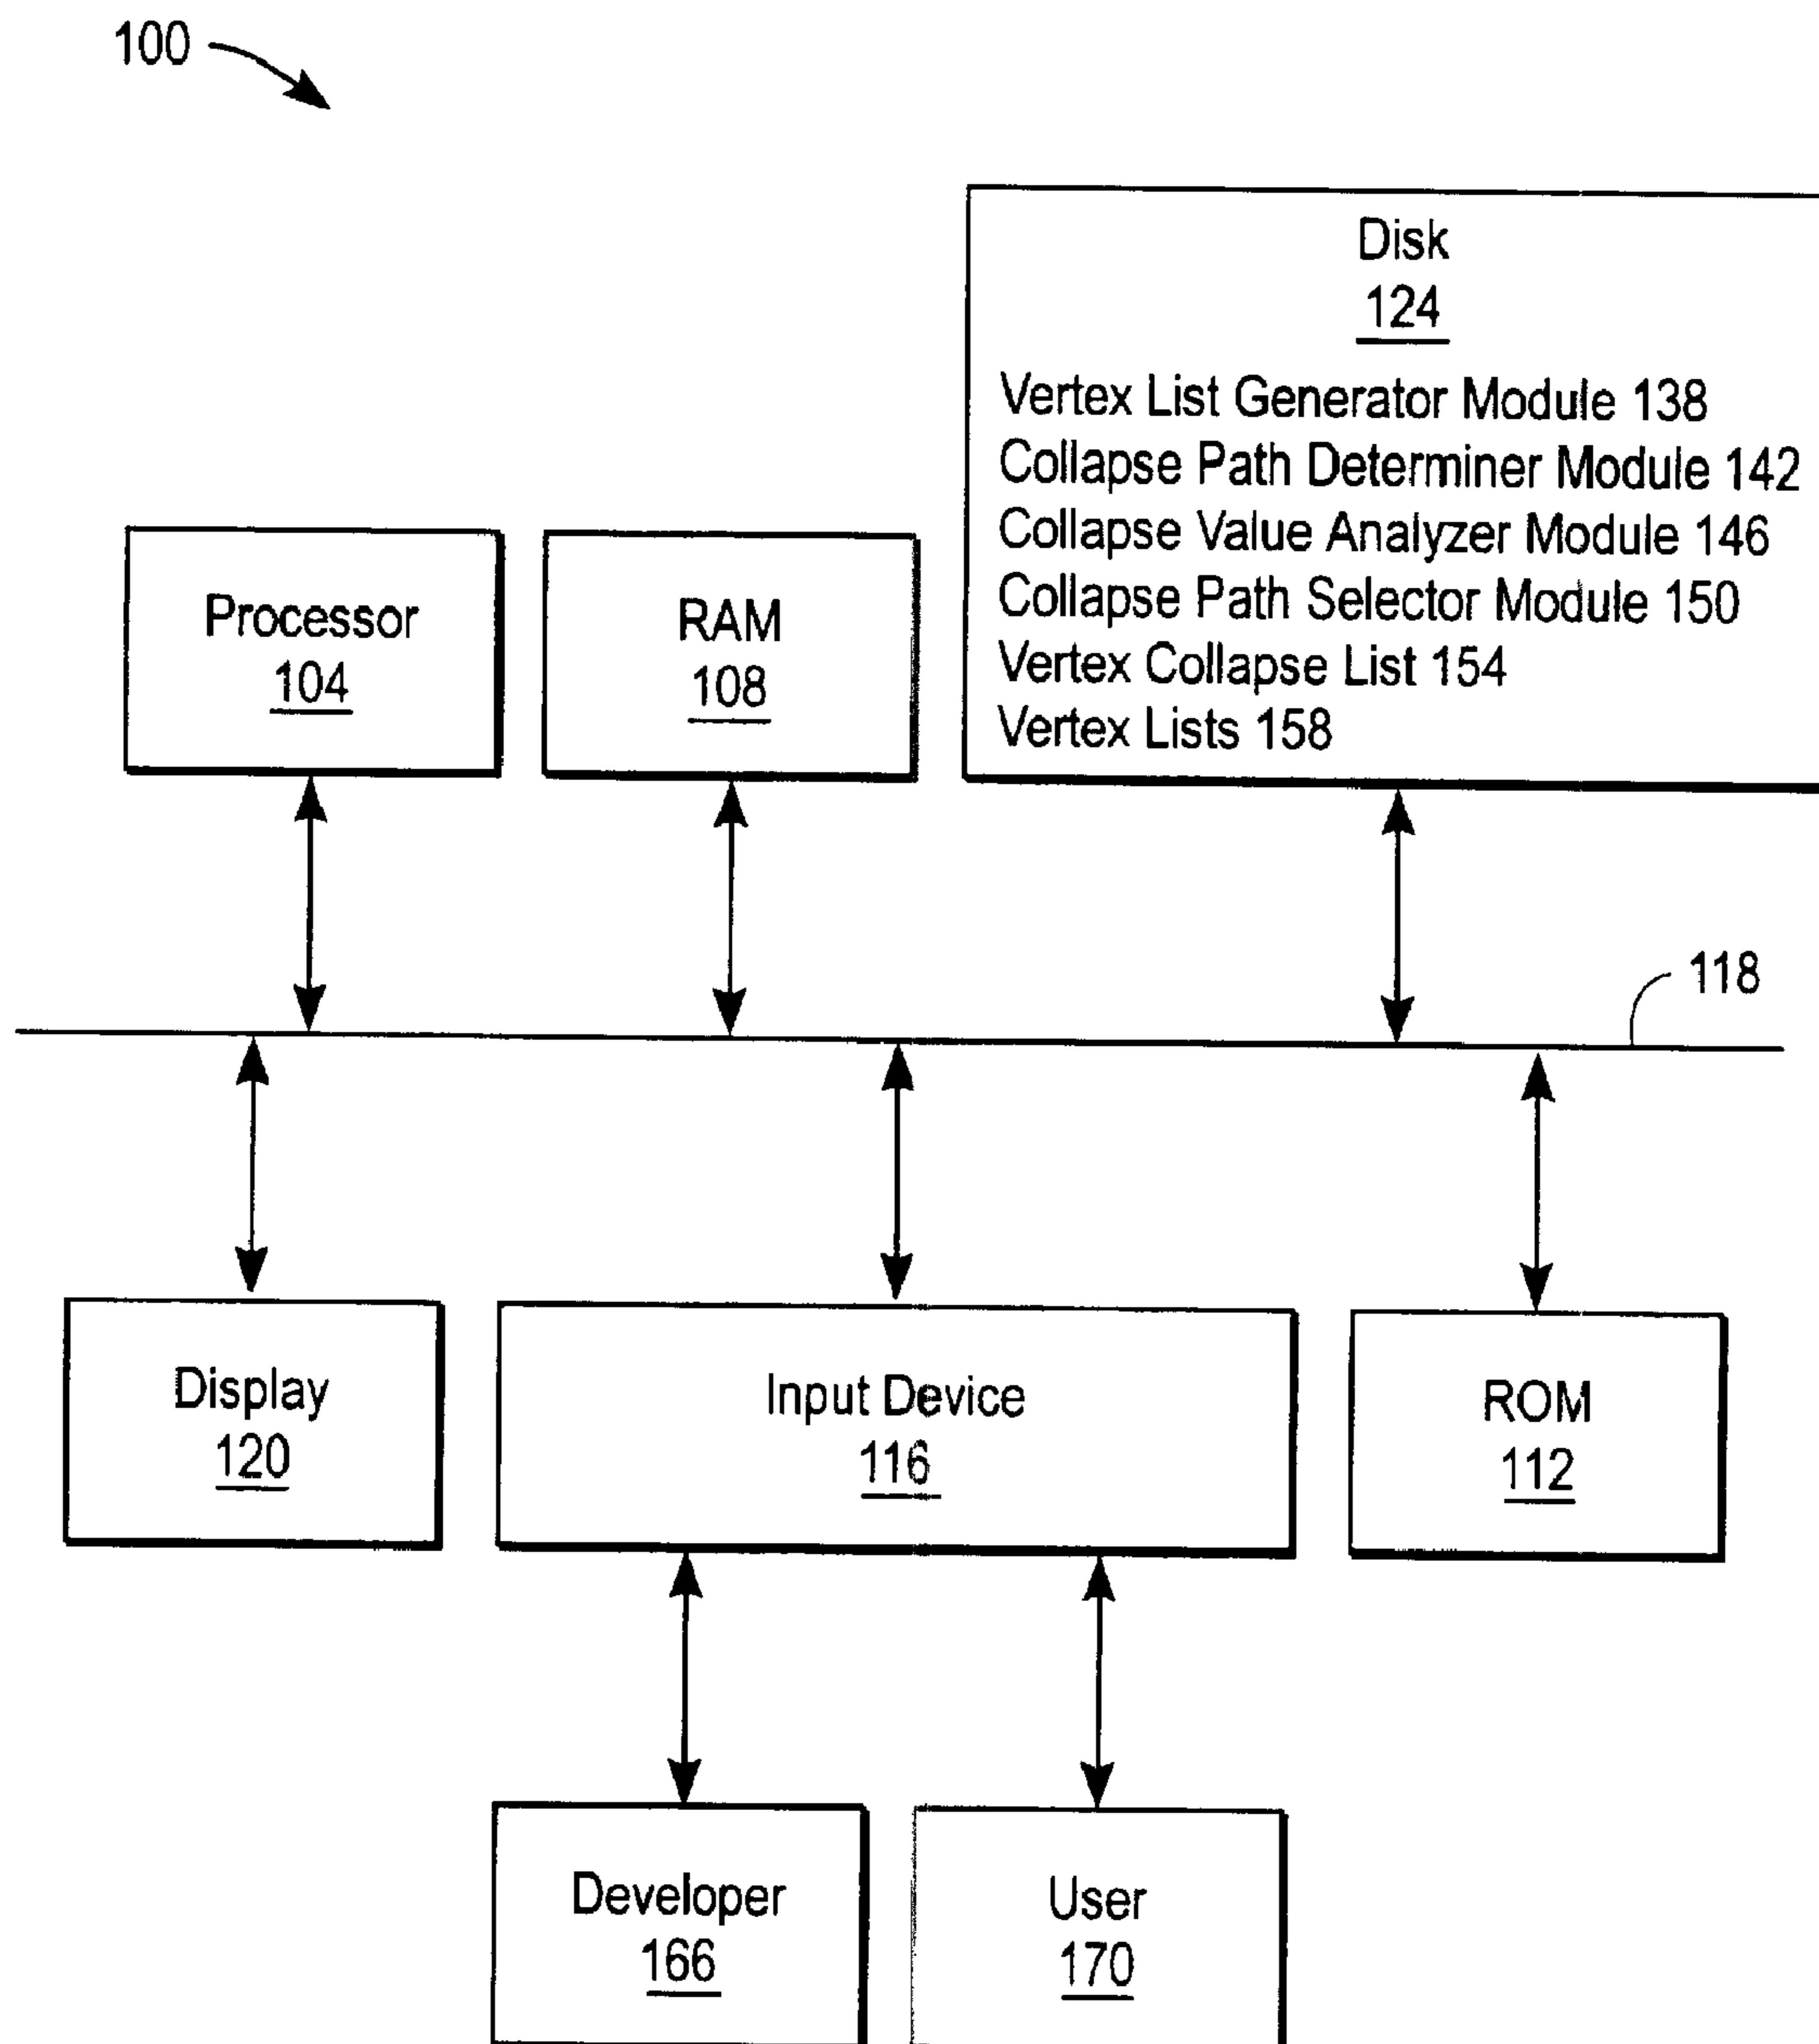 100
Disk
124
Vertex List Generator Module 138
Collapse Path Determiner Module 142
Collapse Value Analyzer Module 146
Collapse Path Selector Module 150
Vertex Collapse List 154
Vertex Lists 158
Processor
104
RAM
108
118
Display
120
Input Device
116
ROM
112
Developer
166
User
170